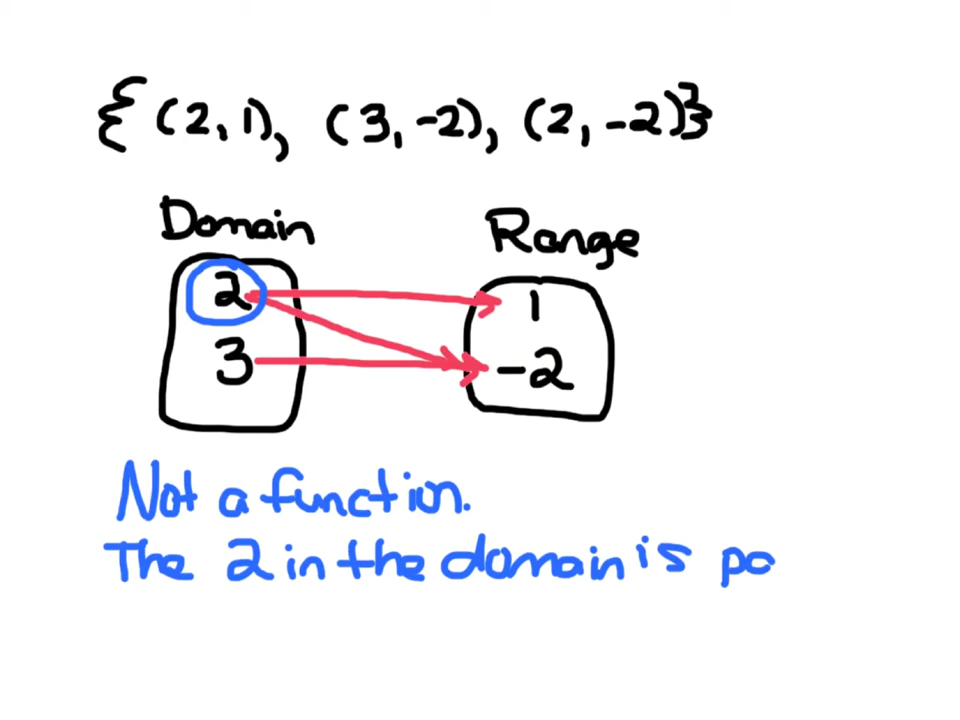 {(2, 1), (3, -2), (2, -2)}
Domain Range
2 1
3 -2
Not a function.
The 2 in the domain is pa